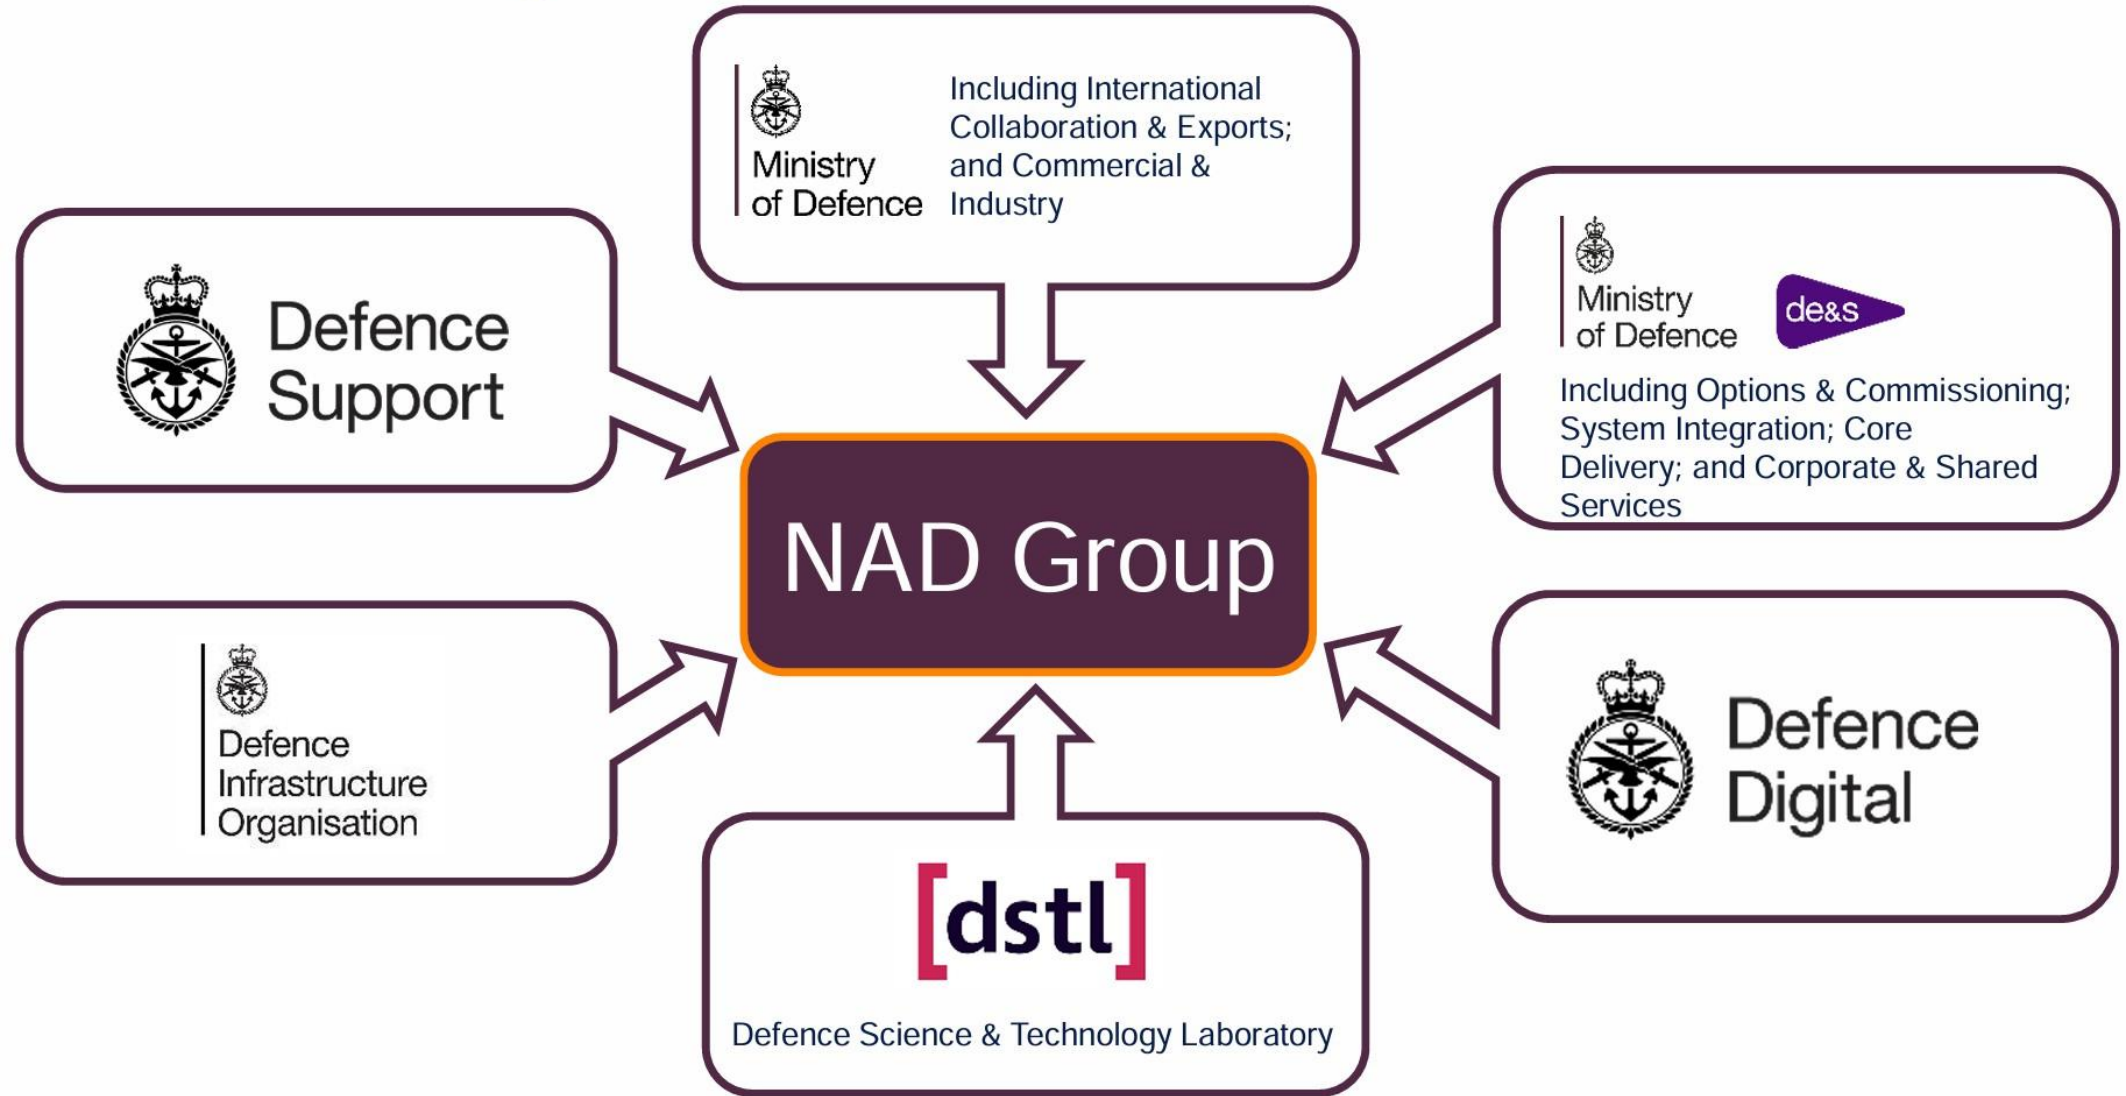 Ministry
of Defence
Including International
Collaboration & Exports;
and Commercial &
Industry
Defence
Support
Ministry
of Defence
de&s
Including Options & Commissioning;
System Integration; Core
Delivery; and Corporate & Shared
Services
NAD Group
Defence
Infrastructure
Organisation
Defence
Digital
[dstl]
Defence Science & Technology Laboratory